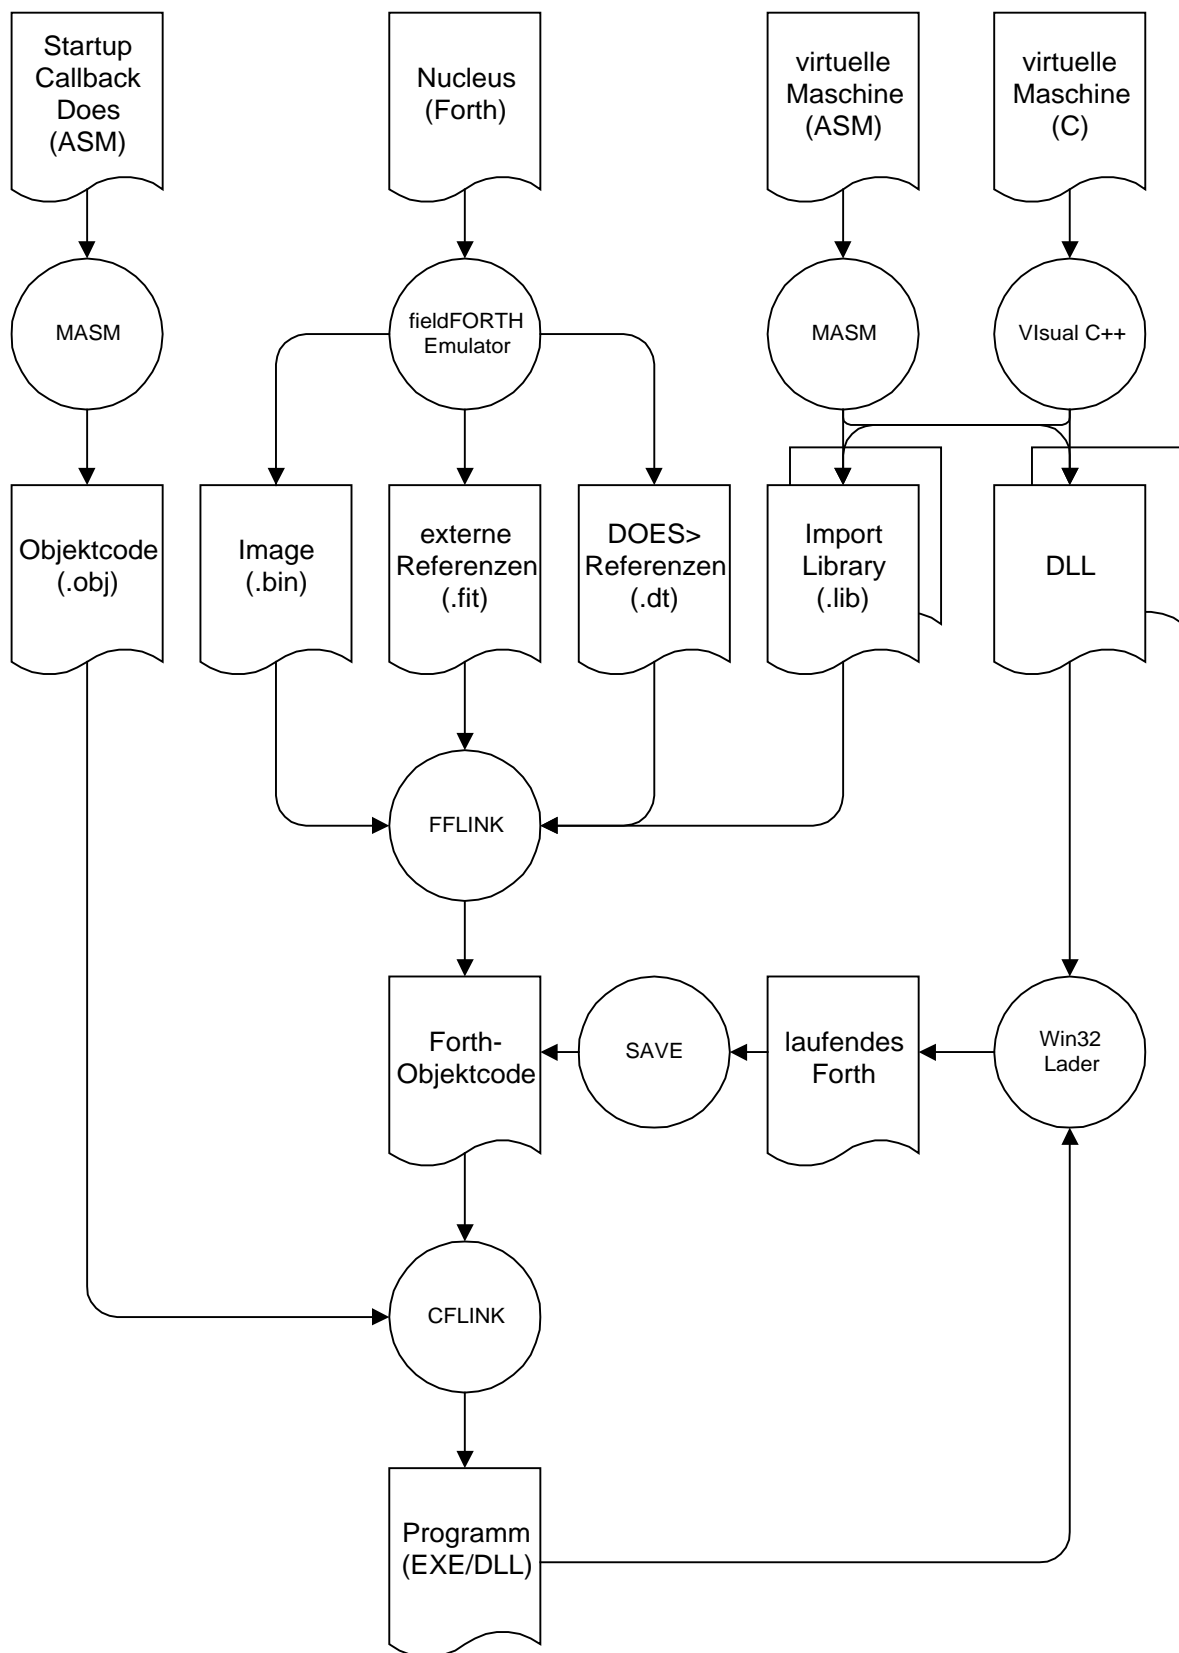 Startup
Callback
Does
(ASM)
Nucleus
(Forth)
virtuelle
Maschine
(ASM)
virtuelle
Maschine
(C)
MASM
fieldFORTH
Emulator
MASM
VIsual C++
Objektcode
(.obj)
Image
(.bin)
externe
Referenzen
(.fit)
DOES>
Referenzen
(.dt)
Import
Library
(.lib)
DLL
FFLINK
Forth-
Objektcode
SAVE
laufendes
Forth
Win32
Lader
CFLINK
Programm
(EXE/DLL)